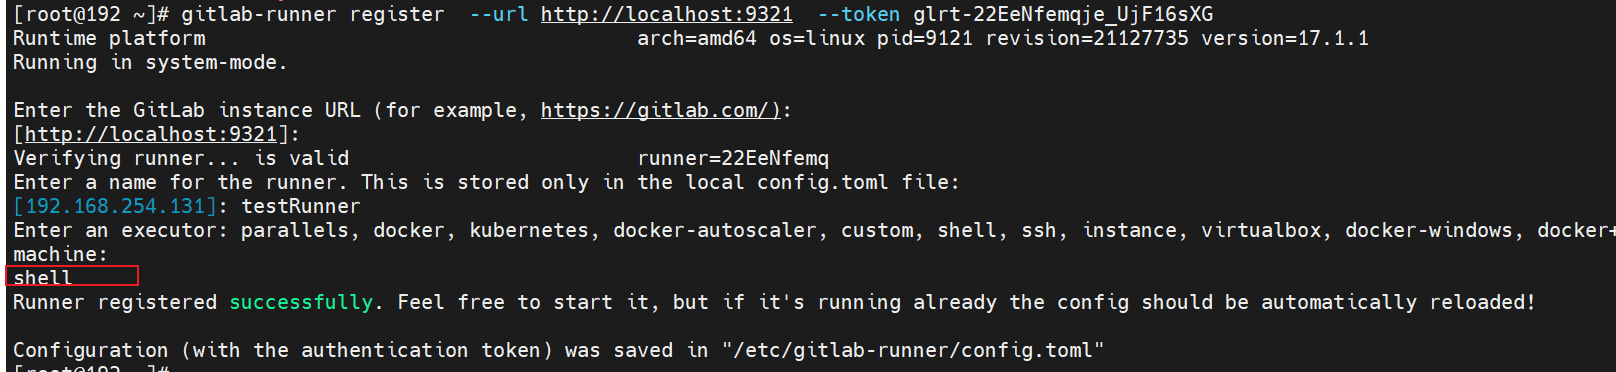 [root@192 ~]# gitlab-runner register  --url http://localhost:9321  --token glrt-22EeNfemqje_UjF16sXG
Runtime platform                                    arch=amd64 os=linux pid=9121 revision=21127735 version=17.1.1
Running in system-mode.
Enter the GitLab instance URL (for example, https://gitlab.com/):
[http://localhost:9321]:
Verifying runner... is valid                        runner=22EeNfemq
Enter a name for the runner. This is stored only in the local config.toml file:
[192.168.254.131]: testRunner
Enter an executor: parallels, docker, kubernetes, docker-autoscaler, custom, shell, ssh, instance, virtualbox, docker-windows, docker+
machine:
shell
Runner registered successfully. Feel free to start it, but if it's running already the config should be automatically reloaded!
Configuration (with the authentication token) was saved in "/etc/gitlab-runner/config.toml"
[root@192 ~]#